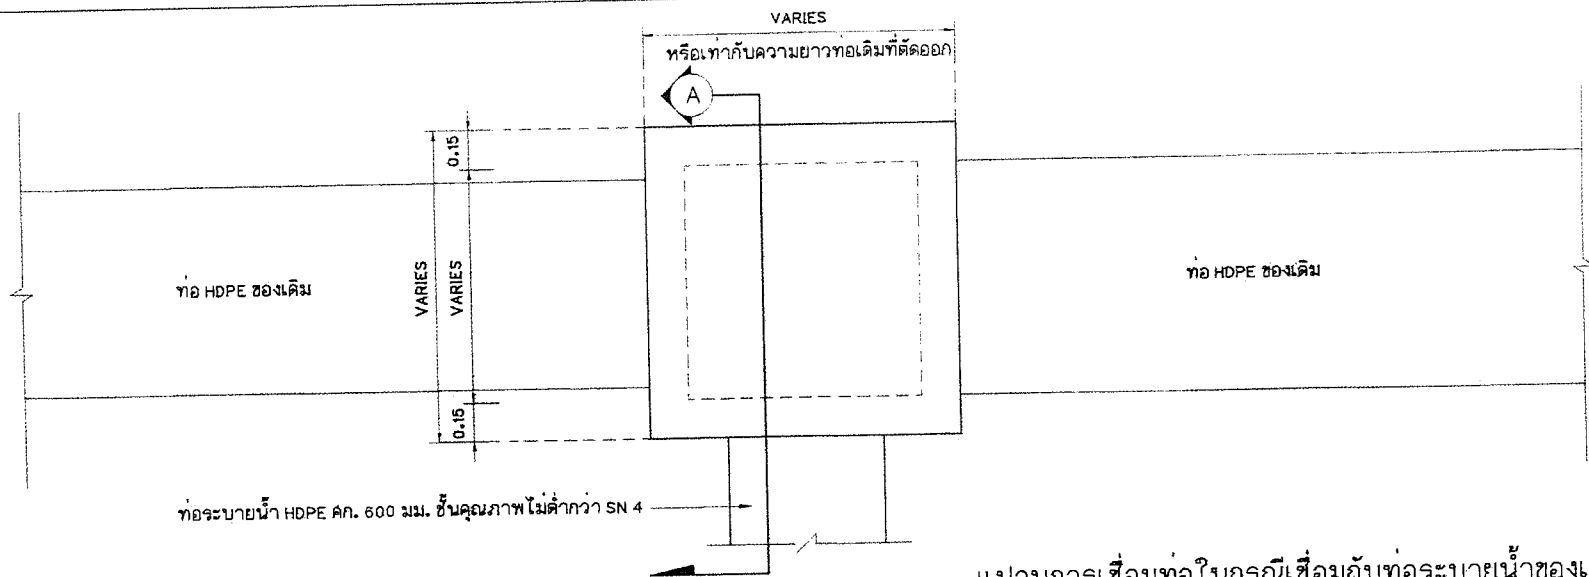 VARIES
หรือเท่ากับความยาวท่อเดิมที่ตัดออก
A
0.15
VARIES
VARIES
0.15
ท่อ HDPE ของเดิม
ท่อ HDPE ของเดิม
ท่อระบายน้ำ HDPE ศก. 600 มม. ชั้นคุณภาพไม่ต่ำกว่า SN 4